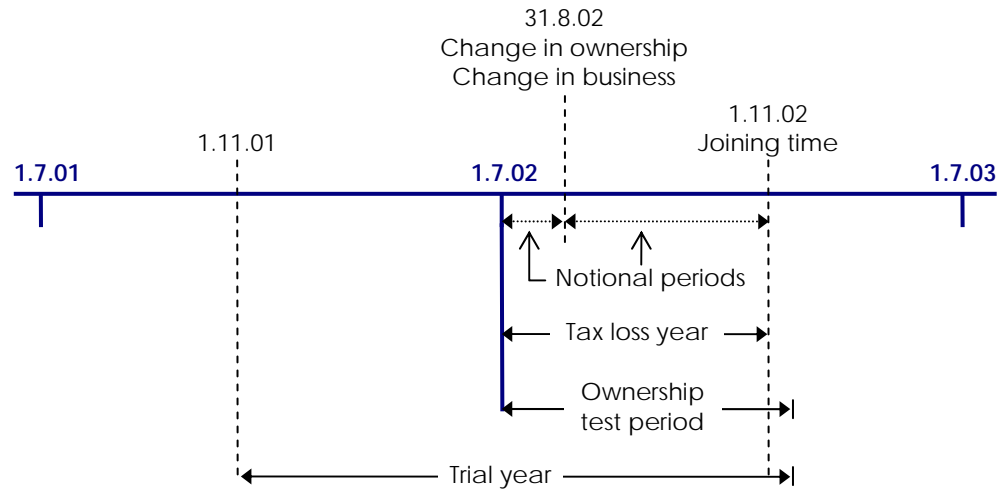 31.8.02
Change in ownership
Change in business
1.11.02
Joining time
1.11.01
1.7.01
1.7.02
1.7.03
Notional periods
Tax loss year
Ownership
test period
Trial year